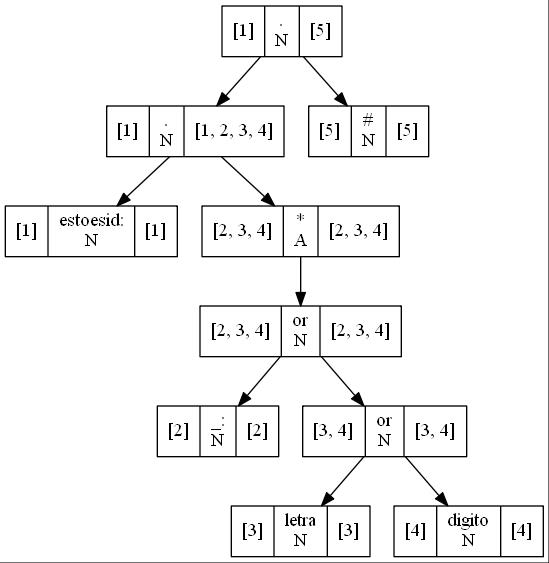 [1] . N [5]
[1] . N [1, 2, 3, 4] [5] # N [5]
[1] estoesid: N [1] [2, 3, 4] * A [2, 3, 4]
[2, 3, 4] or N [2, 3, 4]
[2] _: N [2] [3, 4] or N [3, 4]
[3] letra N [3] [4] digito N [4]